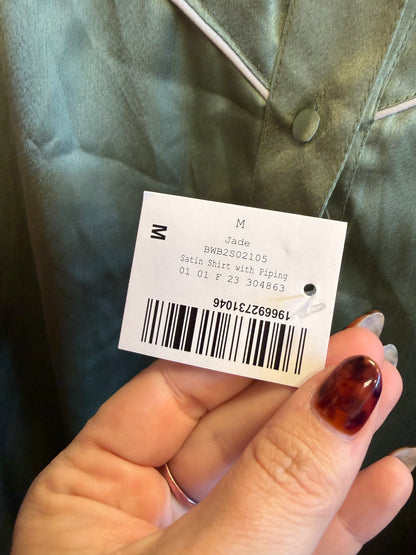 M
M
Jade
BWB2S02105
Satin Shirt with Piping
01 01 F 23 304863
196692731046